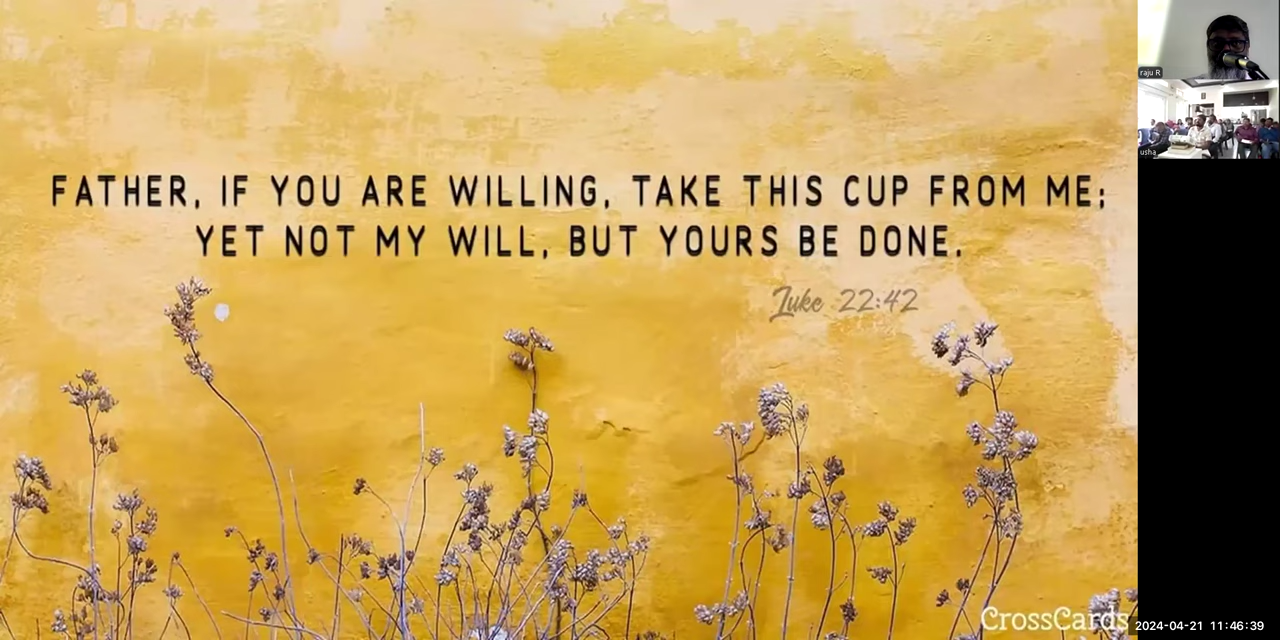 FATHER, IF YOU ARE WILLING, TAKE THIS CUP FROM ME;
YET NOT MY WILL, BUT YOURS BE DONE.
Luke 22:42
CrossCards
raju R
usha
2024-04-21 11:46:39